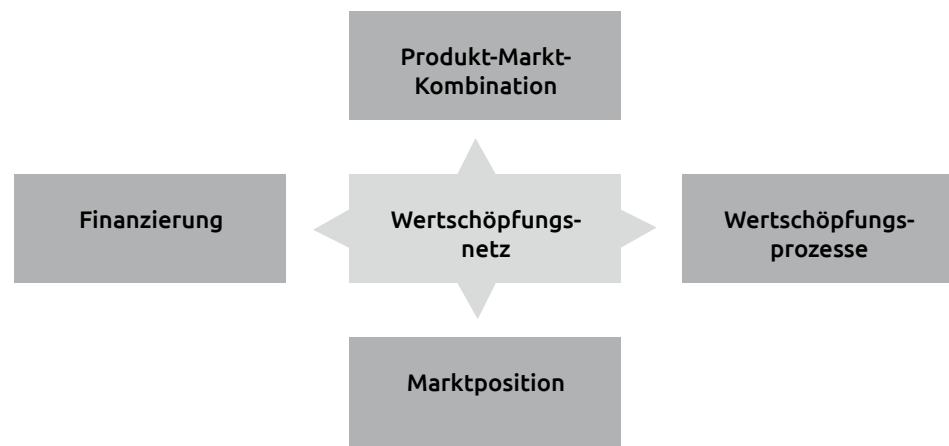 Produkt-Markt-
Kombination
Finanzierung
Wertschöpfungs-
netz
Wertschöpfungs-
prozesse
Marktposition